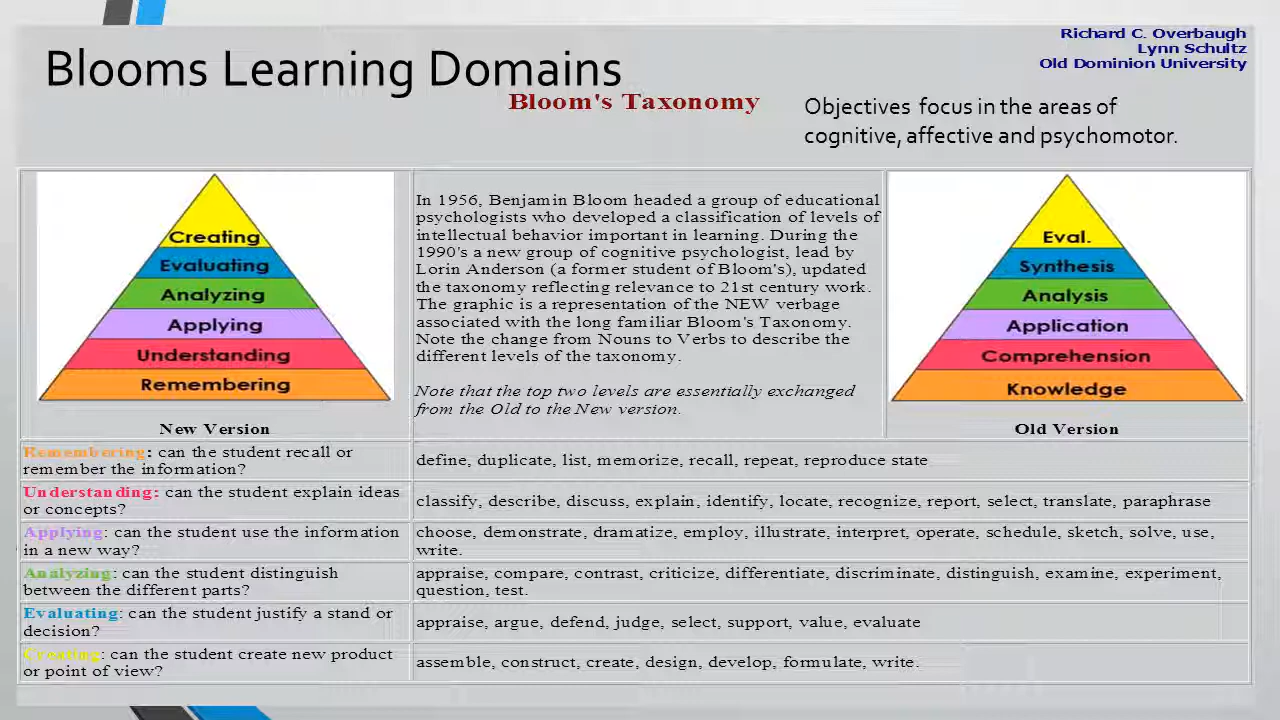 Richard C. Overbaugh
Lynn Schultz
Old Dominion University
Blooms Learning Domains
Bloom's Taxonomy
Objectives focus in the areas of
cognitive, affective and psychomotor.
Creating
Evaluating
Analyzing
Applying
Understanding
Remembering
New Version
In 1956, Benjamin Bloom headed a group of educational
psychologists who developed a classification of levels of
intellectual behavior important in learning. During the
1990's a new group of cognitive psychologist, lead by
Lorin Anderson (a former student of Bloom's), updated
the taxonomy reflecting relevance to 21st century work.
The graphic is a representation of the NEW verbage
associated with the long familiar Bloom's Taxonomy.
Note the change from Nouns to Verbs to describe the
different levels of the taxonomy.
Note that the top two levels are essentially exchanged
from the Old to the New version.
Eval.
Synthesis
Analysis
Application
Comprehension
Knowledge
Old Version
Remembering: can the student recall or
remember the information?
define, duplicate, list, memorize, recall, repeat, reproduce state
Understanding: can the student explain ideas
or concepts?
classify, describe, discuss, explain, identify, locate, recognize, report, select, translate, paraphrase
Applying: can the student use the information
in a new way?
choose, demonstrate, dramatize, employ, illustrate, interpret, operate, schedule, sketch, solve, use,
write.
Analyzing: can the student distinguish
between the different parts?
appraise, compare, contrast, criticize, differentiate, discriminate, distinguish, examine, experiment,
question, test.
Evaluating: can the student justify a stand or
decision?
appraise, argue, defend, judge, select, support, value, evaluate
Creating: can the student create new product
or point of view?
assemble, construct, create, design, develop, formulate, write.